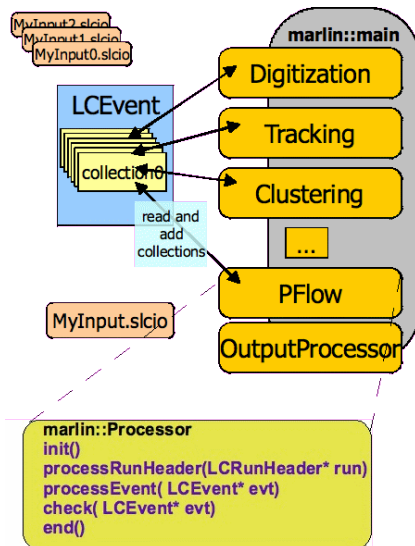 MyInput2.slcio
MyInput1.slcio
MyInput0.slcio
marlin::main
Digitization
LCEvent
Tracking
collection0
Clustering
read and
add
collections
...
PFlow
MyInput.slcio
OutputProcessor
marlin::Processor
init()
processRunHeader(LCRunHeader* run)
processEvent( LCEvent* evt)
check( LCEvent* evt)
end()